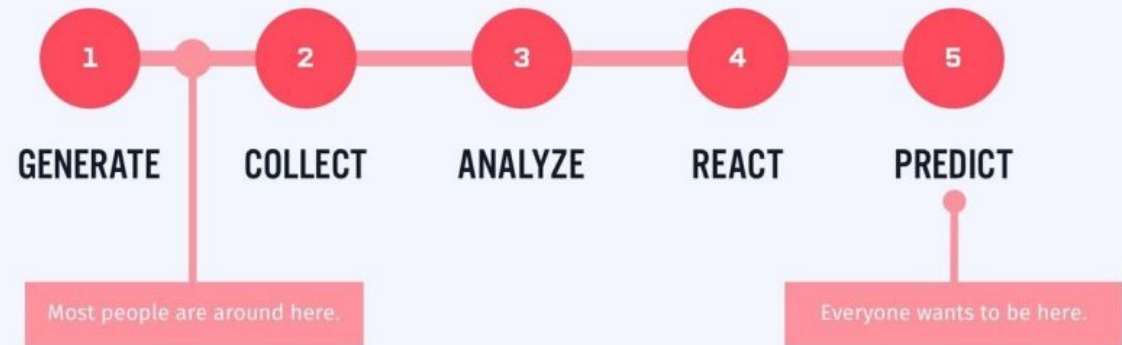 1 2 3 4 5
GENERATE COLLECT ANALYZE REACT PREDICT
Most people are around here. Everyone wants to be here.